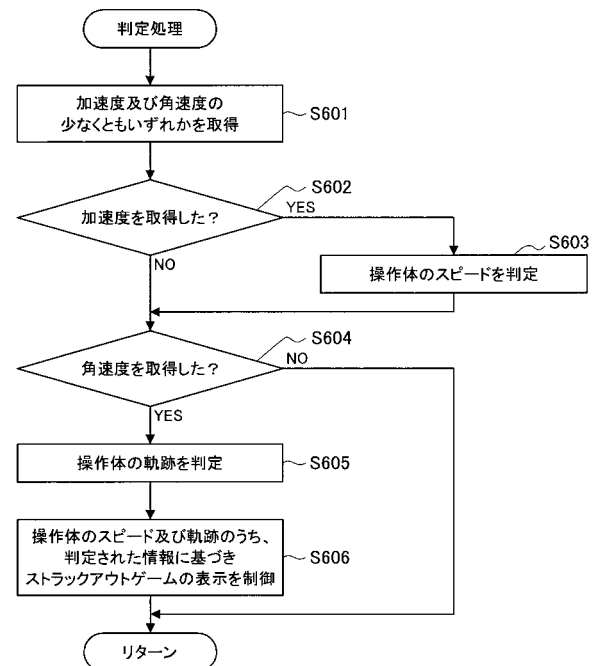 判定処理
加速度及び角速度の
少なくともいずれかを取得
S601
加速度を取得した？
S602
YES
NO
操作体のスピードを判定
S603
角速度を取得した？
S604
NO
YES
操作体の軌跡を判定
S605
操作体のスピード及び軌跡のうち、
判定された情報に基づき
ストラックアウトゲームの表示を制御
S606
リターン